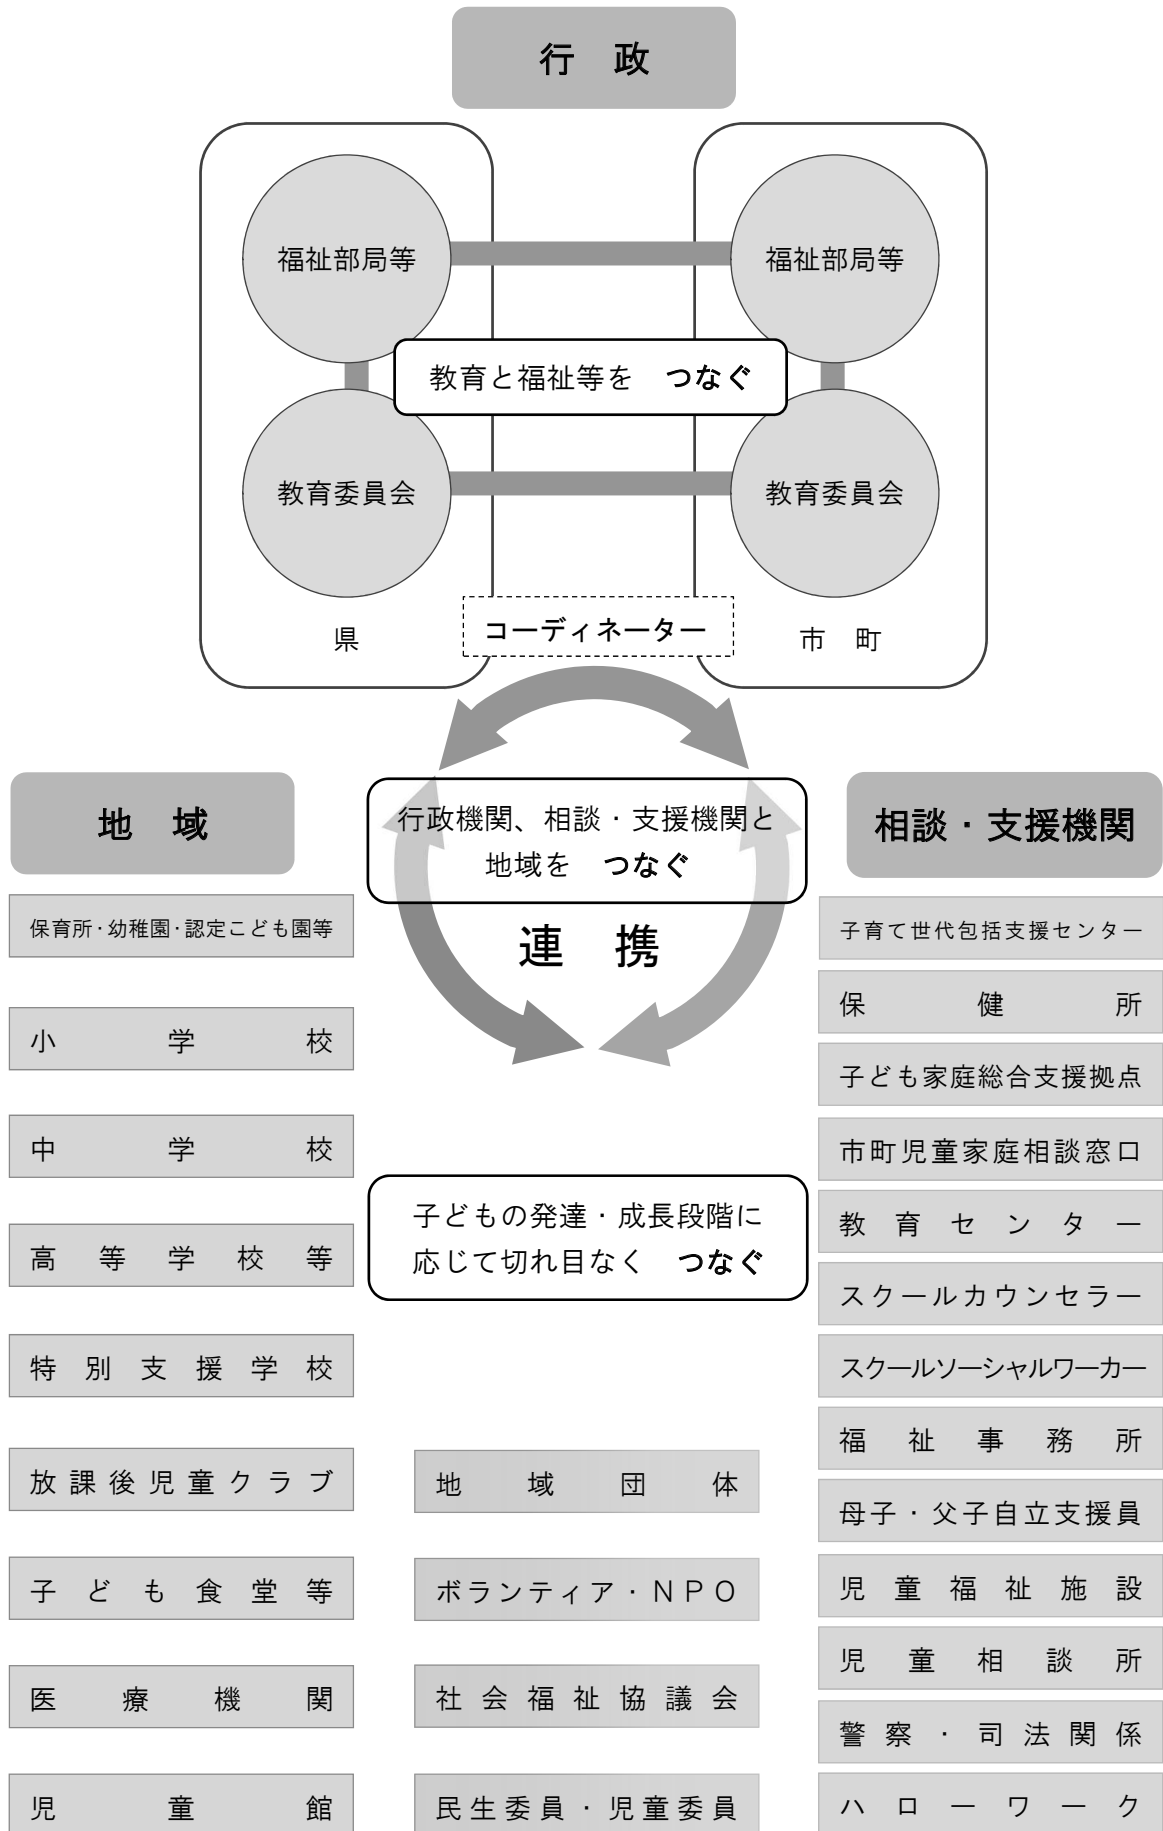 行　政
福祉部局等
福祉部局等
教育と福祉等を　つなぐ
教育委員会
教育委員会
コーディネーター
県
市　町
地　域
行政機関、相談・支援機関と
地域を　つなぐ
相談・支援機関
連　携
保育所・幼稚園・認定こども園等
小学校
中学校
高等学校等
特別支援学校
放課後児童クラブ
子ども食堂等
医療機関
児童館
子どもの発達・成長段階に
応じて切れ目なく　つなぐ
地域団体
ボランティア・ＮＰＯ
社会福祉協議会
民生委員・児童委員
子育て世代包括支援センター
保健所
子ども家庭総合支援拠点
市町児童家庭相談窓口
教育センター
スクールカウンセラー
スクールソーシャルワーカー
福祉事務所
母子・父子自立支援員
児童福祉施設
児童相談所
警察・司法関係
ハローワーク